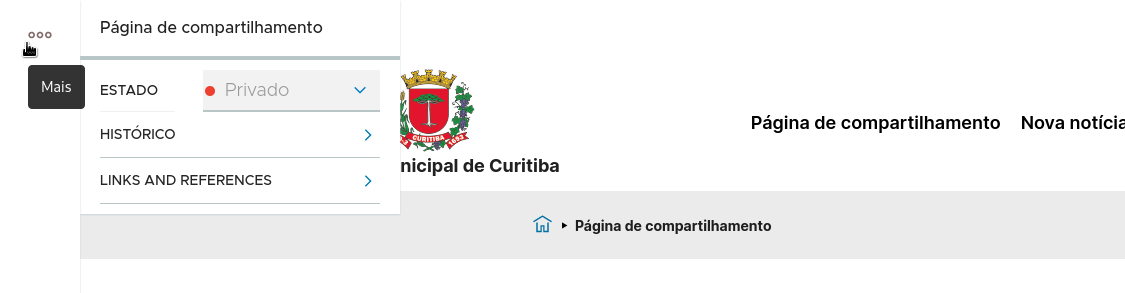 Página de compartilhamento
Mais
ESTADO
Privado
HISTÓRICO
LINKS AND REFERENCES
CURITIBA
nicipal de Curitiba
Página de compartilhamento
Nova notícia
Página de compartilhamento